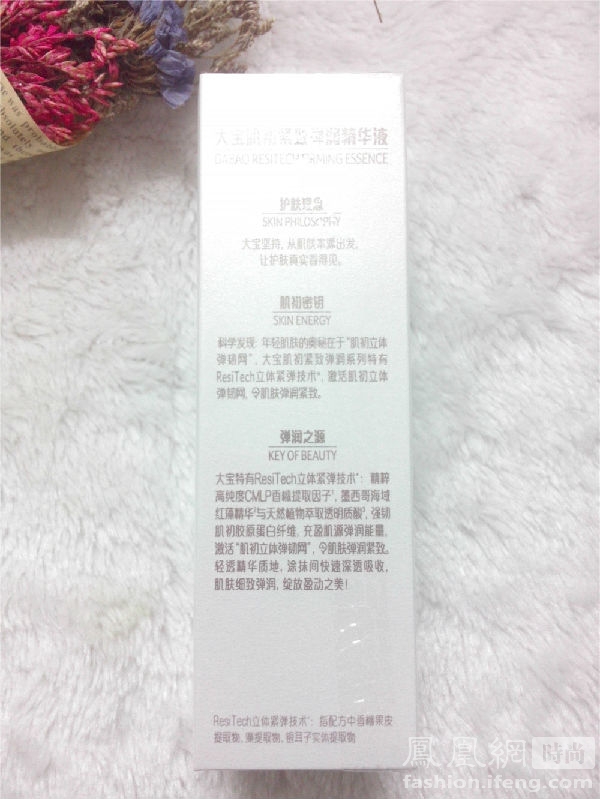 大宝肌初紧致弹润精华液
DABAO RESITECH FIRMING ESSENCE
护肤理念
SKIN PHILOSOPHY
大宝坚持，从肌肤本源出发，
让护肤真实看得见。
肌初密钥
SKIN ENERGY
科学发现：年轻肌肤的奥秘在于“肌初立体
弹韧网”，大宝肌初紧致弹润系列特有
ResiTech立体紧弹技术*，激活肌初立体
弹韧网，令肌肤弹润紧致。
弹润之源
KEY OF BEAUTY
大宝特有ResiTech立体紧弹技术*：精粹
高纯度CMLP香橼提取因子¹，墨西哥海域
红藻精华²与天然植物萃取透明质酸³，强韧
肌初胶原蛋白纤维，充盈肌源弹润能量，
激活“肌初立体弹韧网”，令肌肤弹润紧致。
轻透精华质地，涂抹间快速深透吸收，
肌肤细致弹润，绽放盈动之美！
ResiTech立体紧弹技术*：指配方中香橼果皮
提取物，藻提取物，银耳子实体提取物
鳳凰網 時尚
fashion.ifeng.com